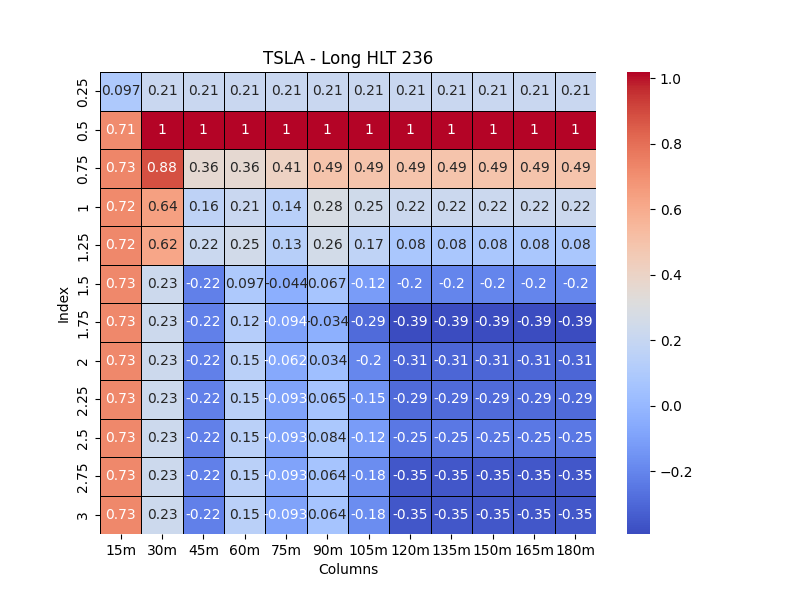 TSLA - Long HLT 236
0.25 0.097 0.21 0.21 0.21 0.21 0.21 0.21 0.21 0.21 0.21 0.21 0.21
0.5 0.71 1 1 1 1 1 1 1 1 1 1 1
0.75 0.73 0.88 0.36 0.36 0.41 0.49 0.49 0.49 0.49 0.49 0.49 0.49
1 0.72 0.64 0.16 0.21 0.14 0.28 0.25 0.22 0.22 0.22 0.22 0.22
1.25 0.72 0.62 0.22 0.25 0.13 0.26 0.17 0.08 0.08 0.08 0.08 0.08
1.5 0.73 0.23 -0.22 0.097 -0.044 0.067 -0.12 -0.2 -0.2 -0.2 -0.2 -0.2
1.75 0.73 0.23 -0.22 0.12 -0.094 -0.034 -0.29 -0.39 -0.39 -0.39 -0.39 -0.39
2 0.73 0.23 -0.22 0.15 -0.062 0.034 -0.2 -0.31 -0.31 -0.31 -0.31 -0.31
2.25 0.73 0.23 -0.22 0.15 -0.093 0.065 -0.15 -0.29 -0.29 -0.29 -0.29 -0.29
2.5 0.73 0.23 -0.22 0.15 -0.093 0.084 -0.12 -0.25 -0.25 -0.25 -0.25 -0.25
2.75 0.73 0.23 -0.22 0.15 -0.093 0.064 -0.18 -0.35 -0.35 -0.35 -0.35 -0.35
3 0.73 0.23 -0.22 0.15 -0.093 0.064 -0.18 -0.35 -0.35 -0.35 -0.35 -0.35
15m 30m 45m 60m 75m 90m 105m 120m 135m 150m 165m 180m
Columns
Index
1.0
0.8
0.6
0.4
0.2
0.0
−0.2